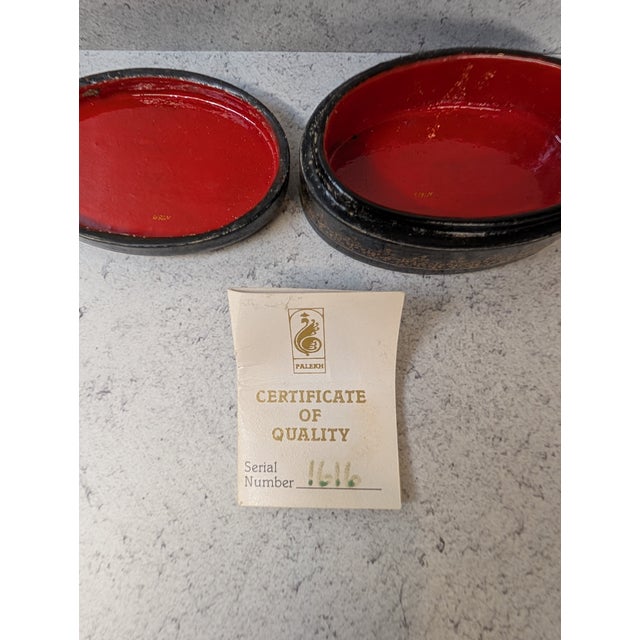 PALEKH
CERTIFICATE
OF
QUALITY
Serial
Number 1616